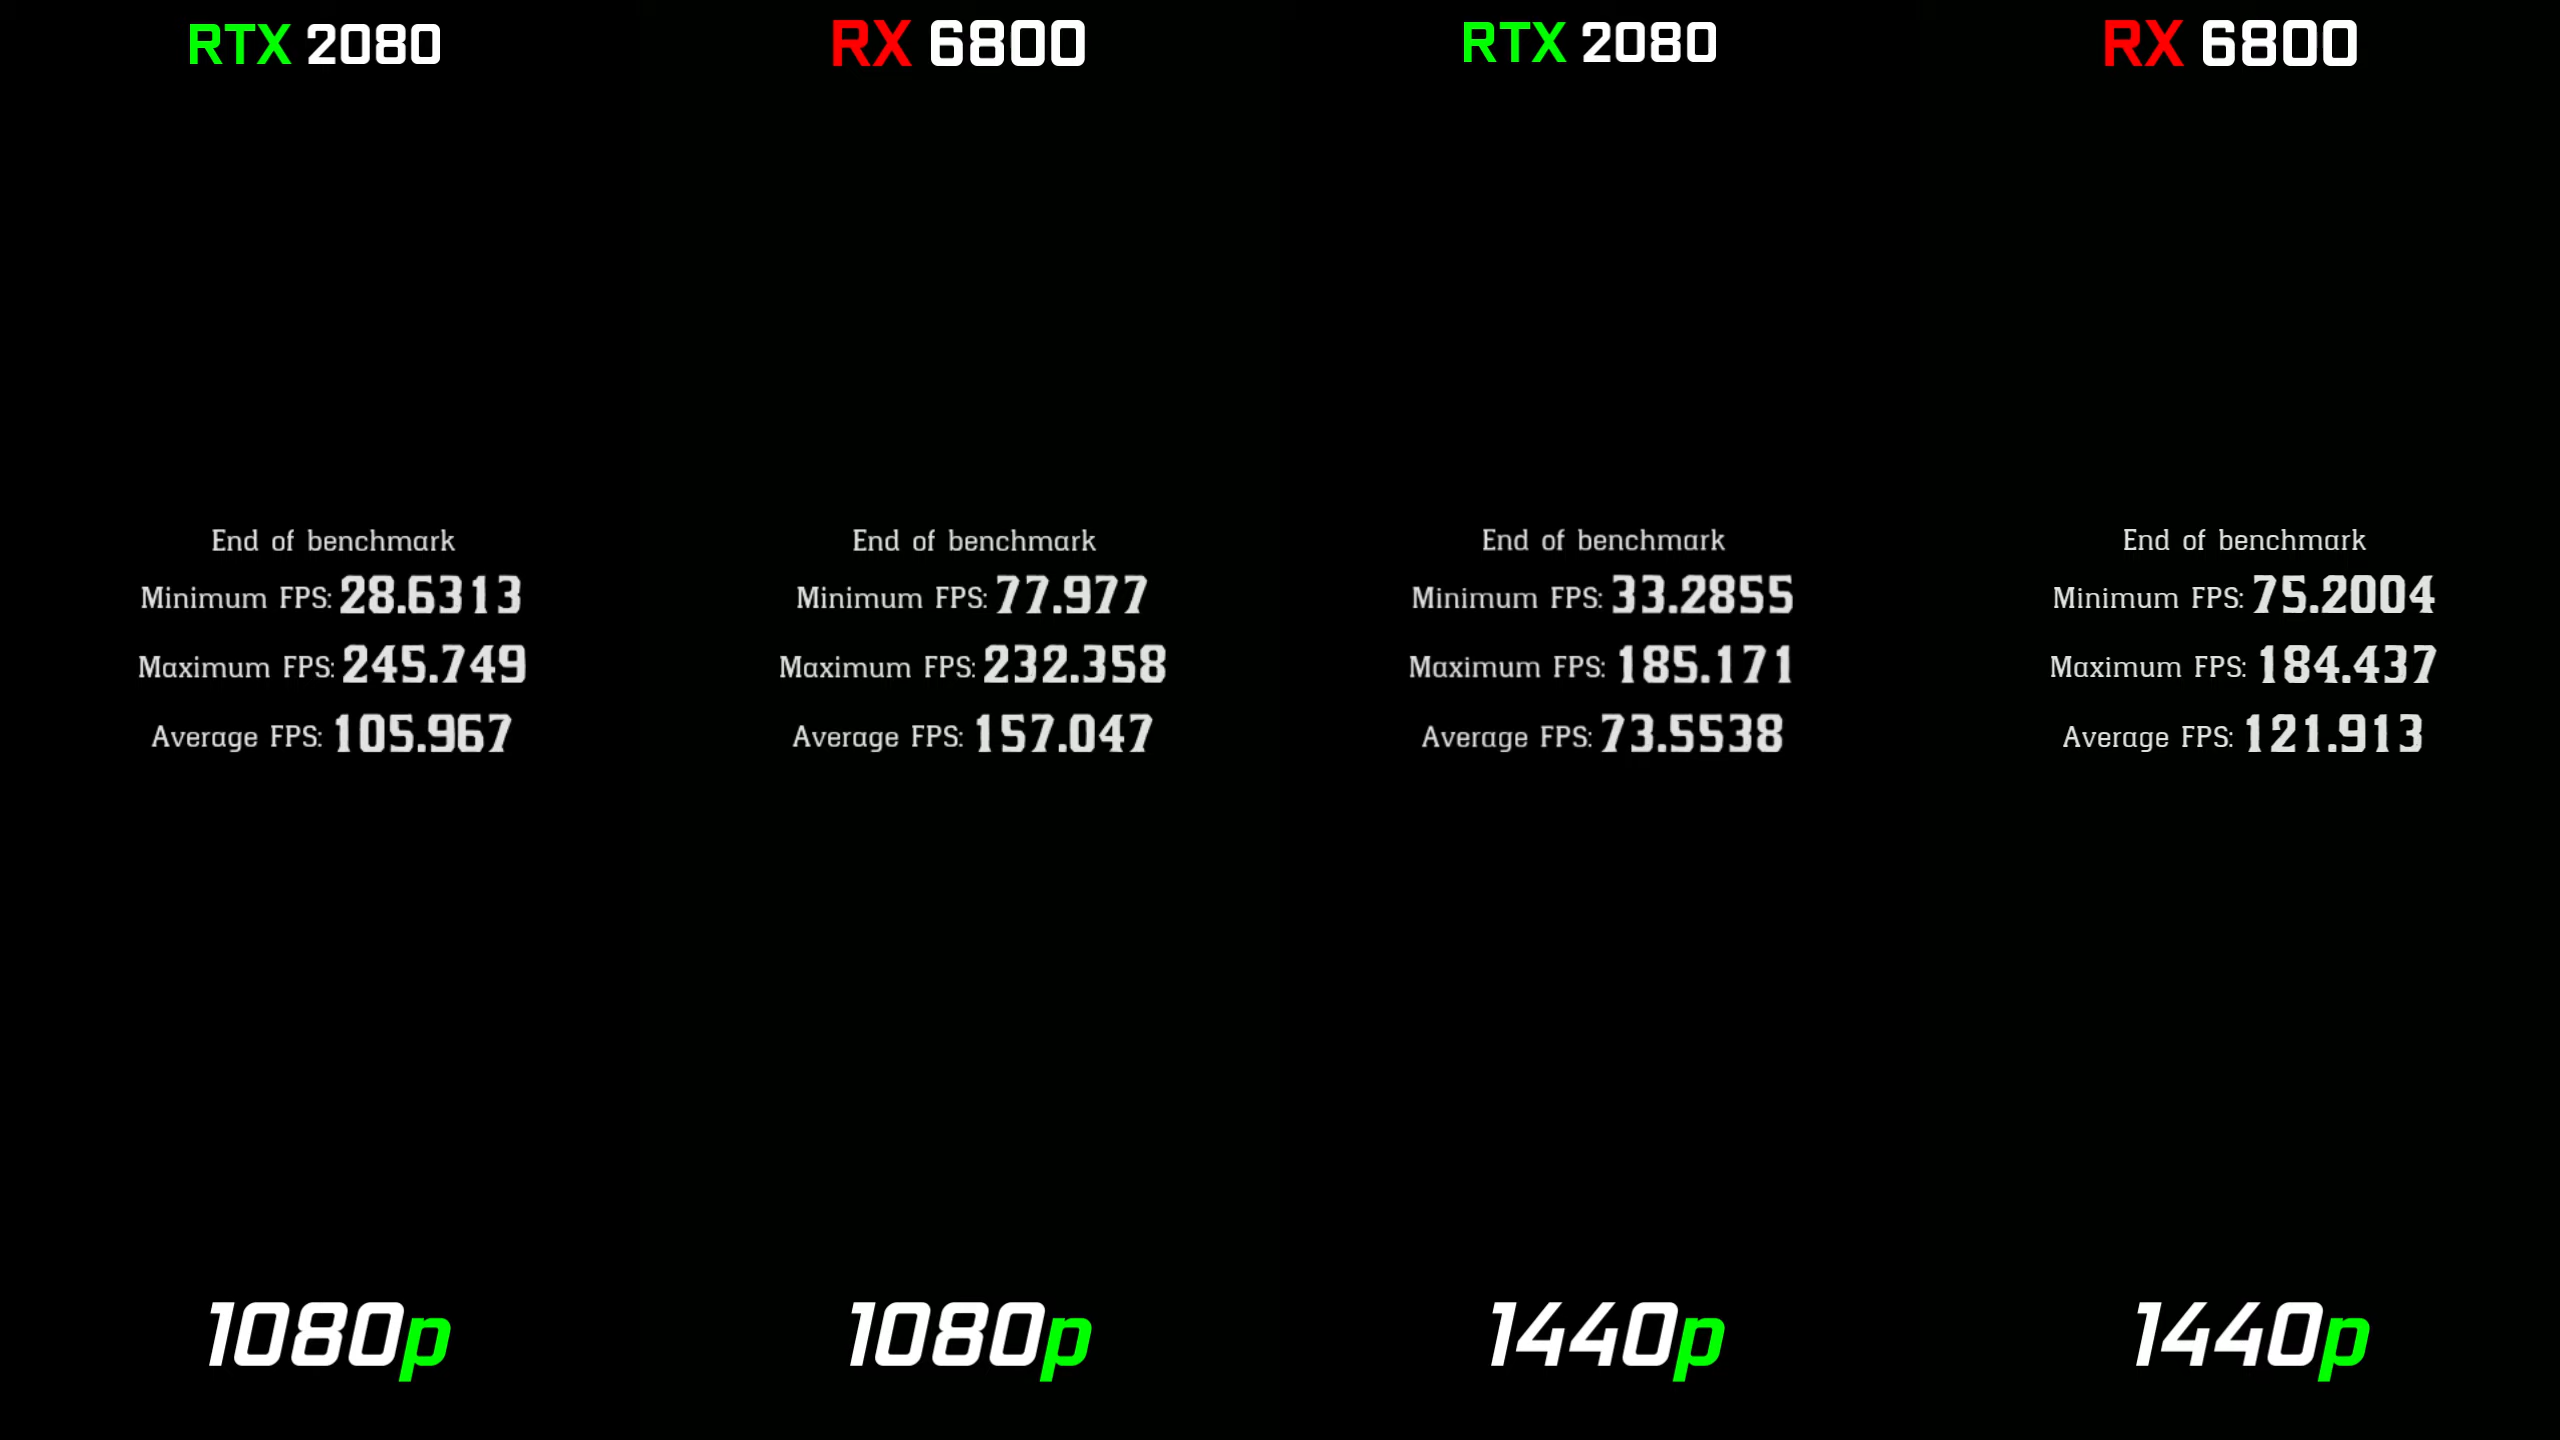 RTX 2080
End of benchmark
Minimum FPS: 28.6313
Maximum FPS: 245.749
Average FPS: 105.967
1080p
RX 6800
End of benchmark
Minimum FPS: 77.977
Maximum FPS: 232.358
Average FPS: 157.047
1080p
RTX 2080
End of benchmark
Minimum FPS: 33.2855
Maximum FPS: 185.171
Average FPS: 73.5538
1440p
RX 6800
End of benchmark
Minimum FPS: 75.2004
Maximum FPS: 184.437
Average FPS: 121.913
1440p